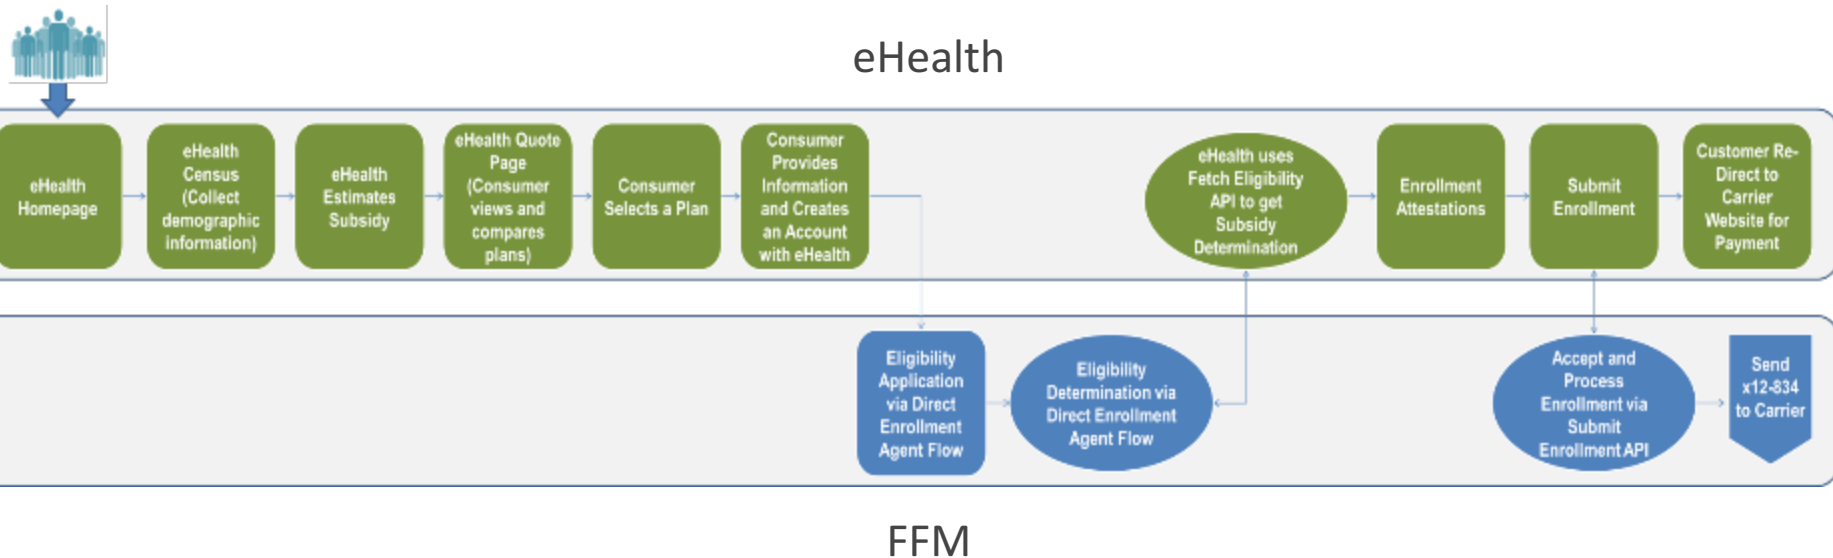 eHealth
eHealth
Homepage
eHealth
Census
(Collect
demographic
information)
eHealth
Estimates
Subsidy
eHealth Quote
Page
(Consumer
views and
compares
plans)
Consumer
Selects a Plan
Consumer
Provides
Information
and Creates
an Account
with eHealth
eHealth uses
Fetch Eligibility
API to get
Subsidy
Determination
Enrollment
Attestations
Submit
Enrollment
Customer Re-
Direct to
Carrier
Website for
Payment
Eligibility
Application
via Direct
Enrollment
Agent Flow
Eligibility
Determination via
Direct Enrollment
Agent Flow
Accept and
Process
Enrollment via
Submit
Enrollment API
Send
x12-834
to Carrier
FFM